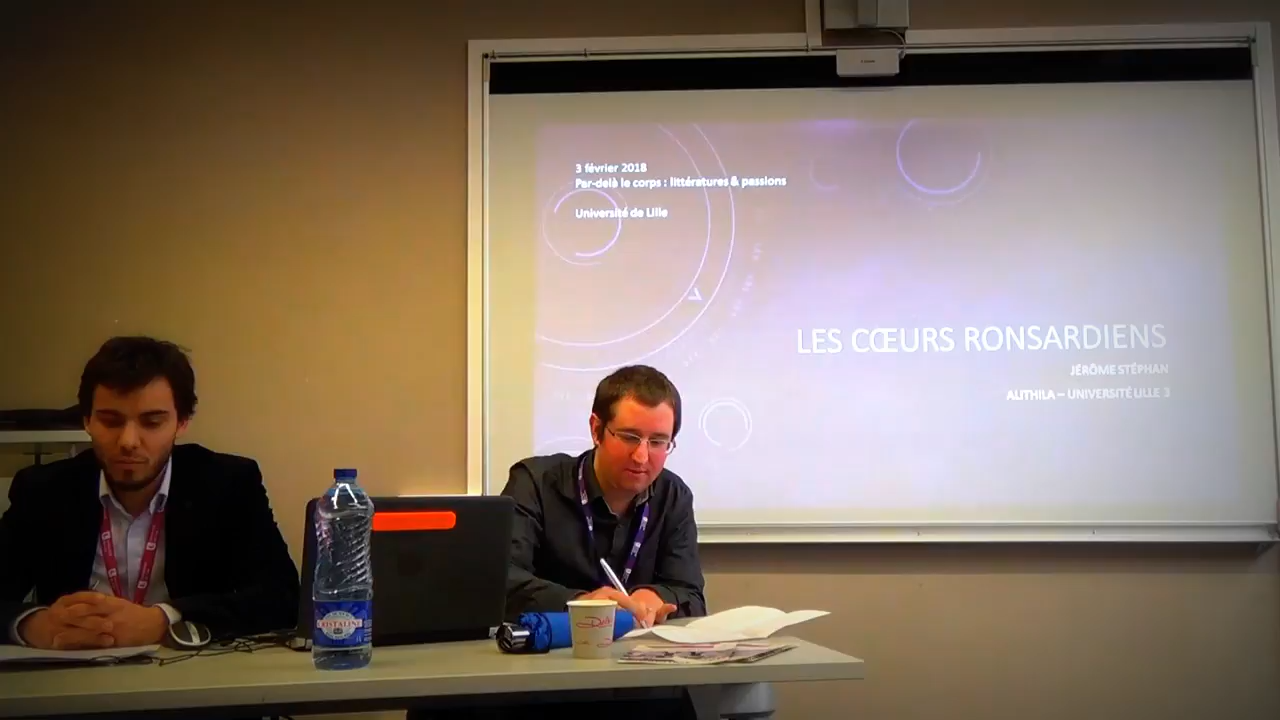 3 février 2018
Par-delà le corps : littératures & passions
Université de Lille
LES CŒURS RONSARDIENS
JÉRÔME STÉPHAN
ALITHILA – UNIVERSITÉ LILLE 3
CRISTALINE